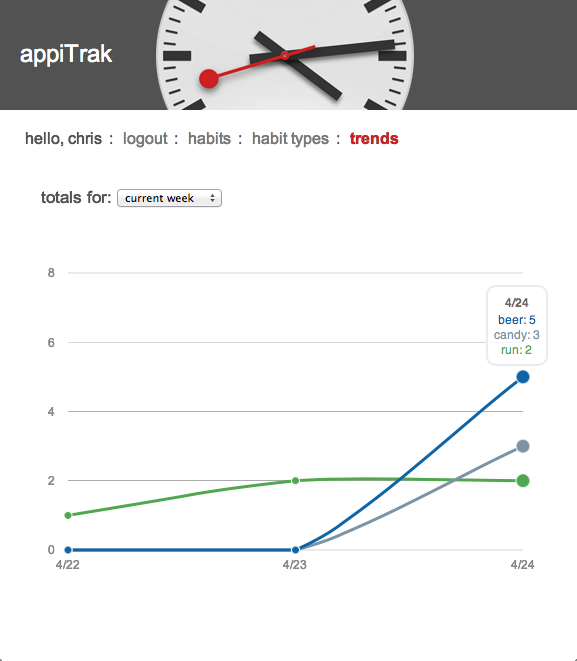 appiTrak
hello, chris : logout : habits : habit types : trends
totals for: current week
8
4/24
beer: 5
candy: 3
run: 2
6
4
2
0
4/22 4/23 4/24